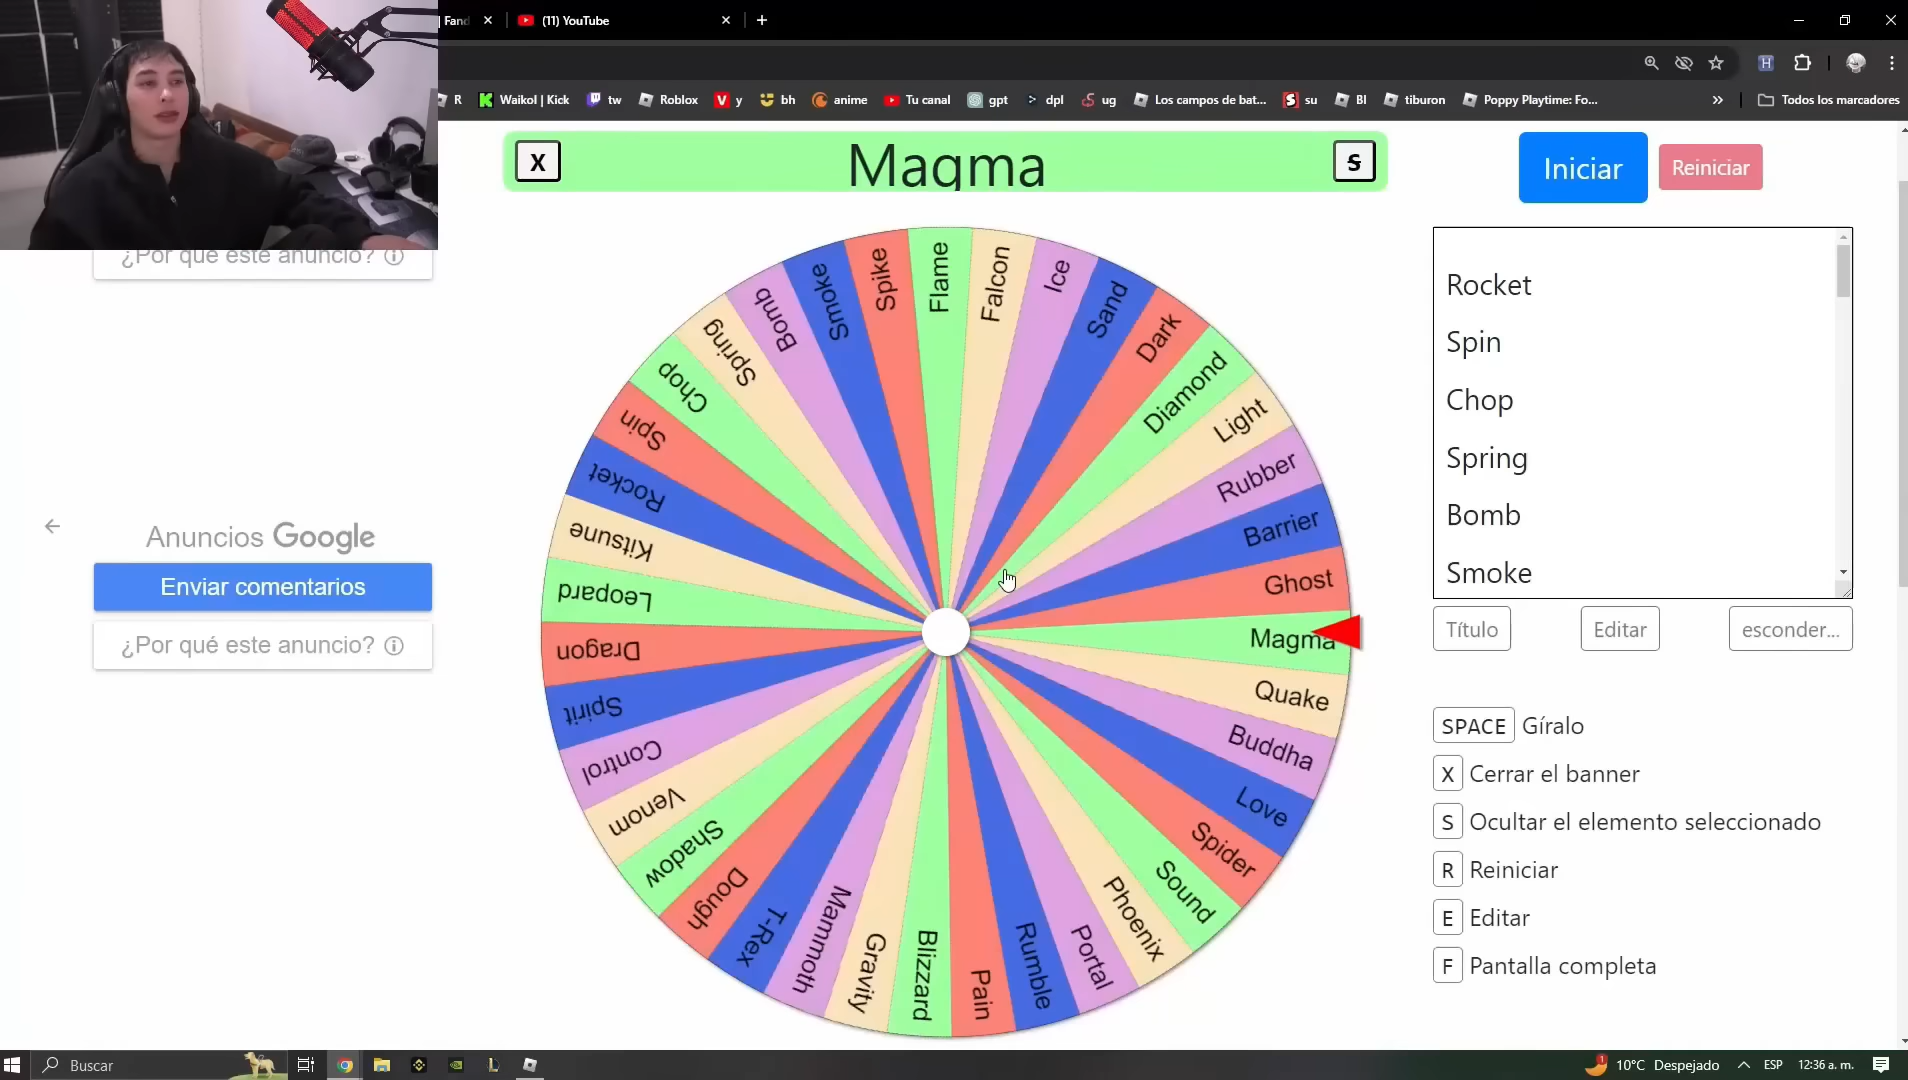 | Fand
(11) YouTube
R
Waikol | Kick
tw
Roblox
y
bh
anime
Tu canal
gpt
dpl
ug
Los campos de bat...
su
Bl
tiburon
Poppy Playtime: Fo...
Todos los marcadores
X
Magma
S
Iniciar
Reiniciar
¿Por qué este anuncio?
Anuncios Google
Enviar comentarios
¿Por qué este anuncio?
Flame
Falcon
Ice
Sand
Dark
Diamond
Light
Rubber
Barrier
Ghost
Magma
Quake
Buddha
Love
Spider
Sound
Phoenix
Portal
Rumble
Pain
Blizzard
Gravity
Mammoth
T-Rex
Dough
Shadow
Venom
Control
Spirit
Dragon
Leopard
Kitsune
Rocket
Spin
Chop
Spring
Bomb
Smoke
Spike
Rocket
Spin
Chop
Spring
Bomb
Smoke
Título
Editar
esconder...
SPACE Gíralo
X Cerrar el banner
S Ocultar el elemento seleccionado
R Reiniciar
E Editar
F Pantalla completa
Buscar
10°C Despejado
ESP
12:36 a. m.